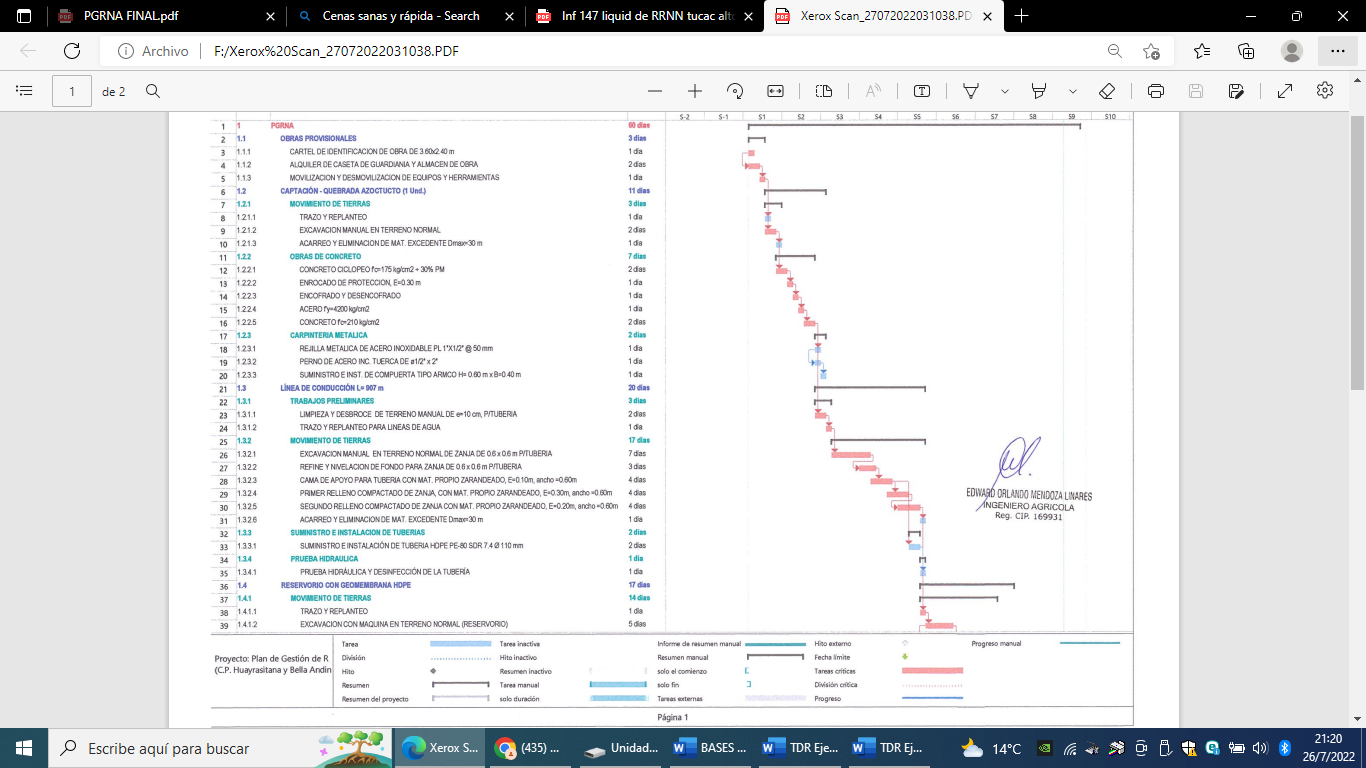 PGRNA FINAL.pdf
Cenas sanas y rápida - Search
Inf 147 liquid de RRNN tucac alto
Xerox Scan_27072022031038.PD
Archivo
F:/Xerox%20Scan_27072022031038.PDF
1 de 2
S-2 S-1 S1 S2 S3 S4 S5 S6 S7 S8 S9 S10
1 1 PGRNA 60 días
2 1.1 OBRAS PROVISIONALES 3 días
3 1.1.1 CARTEL DE IDENTIFICACION DE OBRA DE 3.60x2.40 m 1 día
4 1.1.2 ALQUILER DE CASETA DE GUARDIANIA Y ALMACEN DE OBRA 2 días
5 1.1.3 MOVILIZACION Y DESMOVILIZACION DE EQUIPOS Y HERRAMIENTAS 1 día
6 1.2 CAPTACIÓN - QUEBRADA AZOCTUCTO (1 Und.) 11 días
7 1.2.1 MOVIMIENTO DE TIERRAS 3 días
8 1.2.1.1 TRAZO Y REPLANTEO 1 día
9 1.2.1.2 EXCAVACION MANUAL EN TERRENO NORMAL 2 días
10 1.2.1.3 ACARREO Y ELIMINACION DE MAT. EXCEDENTE Dmax=30 m 1 día
11 1.2.2 OBRAS DE CONCRETO 7 días
12 1.2.2.1 CONCRETO CICLOPEO f'c=175 kg/cm2 + 30% PM 2 días
13 1.2.2.2 ENROCADO DE PROTECCION, E=0.30 m 1 día
14 1.2.2.3 ENCOFRADO Y DESENCOFRADO 1 día
15 1.2.2.4 ACERO f'y=4200 kg/cm2 1 día
16 1.2.2.5 CONCRETO f'c=210 kg/cm2 2 días
17 1.2.3 CARPINTERIA METALICA 2 días
18 1.2.3.1 REJILLA METALICA DE ACERO INOXIDABLE PL 1"X1/2" @ 50 mm 1 día
19 1.2.3.2 PERNO DE ACERO INC. TUERCA DE ø1/2" x 2" 1 día
20 1.2.3.3 SUMINISTRO E INST. DE COMPUERTA TIPO ARMCO H= 0.60 m x B=0.40 m 1 día
21 1.3 LÍNEA DE CONDUCCIÓN L= 907 m 20 días
22 1.3.1 TRABAJOS PRELIMINARES 3 días
23 1.3.1.1 LIMPIEZA Y DESBROCE DE TERRENO MANUAL DE e=10 cm, P/TUBERIA 2 días
24 1.3.1.2 TRAZO Y REPLANTEO PARA LINEAS DE AGUA 1 día
25 1.3.2 MOVIMIENTO DE TIERRAS 17 días
26 1.3.2.1 EXCAVACION MANUAL EN TERRENO NORMAL DE ZANJA DE 0.6 x 0.6 m P/TUBERIA 7 días
27 1.3.2.2 REFINE Y NIVELACION DE FONDO PARA ZANJA DE 0.6 x 0.6 m P/TUBERIA 3 días
28 1.3.2.3 CAMA DE APOYO PARA TUBERIA CON MAT. PROPIO ZARANDEADO, E=0.10m, ancho =0.60m 4 días
29 1.3.2.4 PRIMER RELLENO COMPACTADO DE ZANJA, CON MAT. PROPIO ZARANDEADO, E=0.30m, ancho =0.60m 4 días
30 1.3.2.5 SEGUNDO RELLENO COMPACTADO DE ZANJA CON MAT. PROPIO ZARANDEADO, E=0.20m, ancho =0.60m 4 días
31 1.3.2.6 ACARREO Y ELIMINACION DE MAT. EXCEDENTE Dmax=30 m 1 día
32 1.3.3 SUMINISTRO E INSTALACION DE TUBERIAS 2 días
33 1.3.3.1 SUMINISTRO E INSTALACIÓN DE TUBERIA HDPE PE-80 SDR 7.4 Ø 110 mm 2 días
34 1.3.4 PRUEBA HIDRAULICA 1 día
35 1.3.4.1 PRUEBA HIDRÁULICA Y DESINFECCIÓN DE LA TUBERÍA 1 día
36 1.4 RESERVORIO CON GEOMEMBRANA HDPE 17 días
37 1.4.1 MOVIMIENTO DE TIERRAS 14 días
38 1.4.1.1 TRAZO Y REPLANTEO 1 día
39 1.4.1.2 EXCAVACION CON MAQUINA EN TERRENO NORMAL (RESERVORIO) 5 días
EDWARD ORLANDO MENDOZA LINARES
INGENIERO AGRICOLA
Reg. CIP. 169931
Proyecto: Plan de Gestión de R
(C.P. Huayrasitana y Bella Andin
Tarea Tarea inactiva Informe de resumen manual Hito externo Progreso manual
División Hito inactivo Resumen manual Fecha límite
Hito Resumen inactivo solo el comienzo Tareas críticas
Resumen Tarea manual solo fin División crítica
Resumen del proyecto solo duración Tareas externas Progreso
Página 1
Escribe aquí para buscar
Xerox S...
(435) ...
Unidad...
BASES ...
TDR Eje...
TDR Ej...
14°C
21:20
26/7/2022